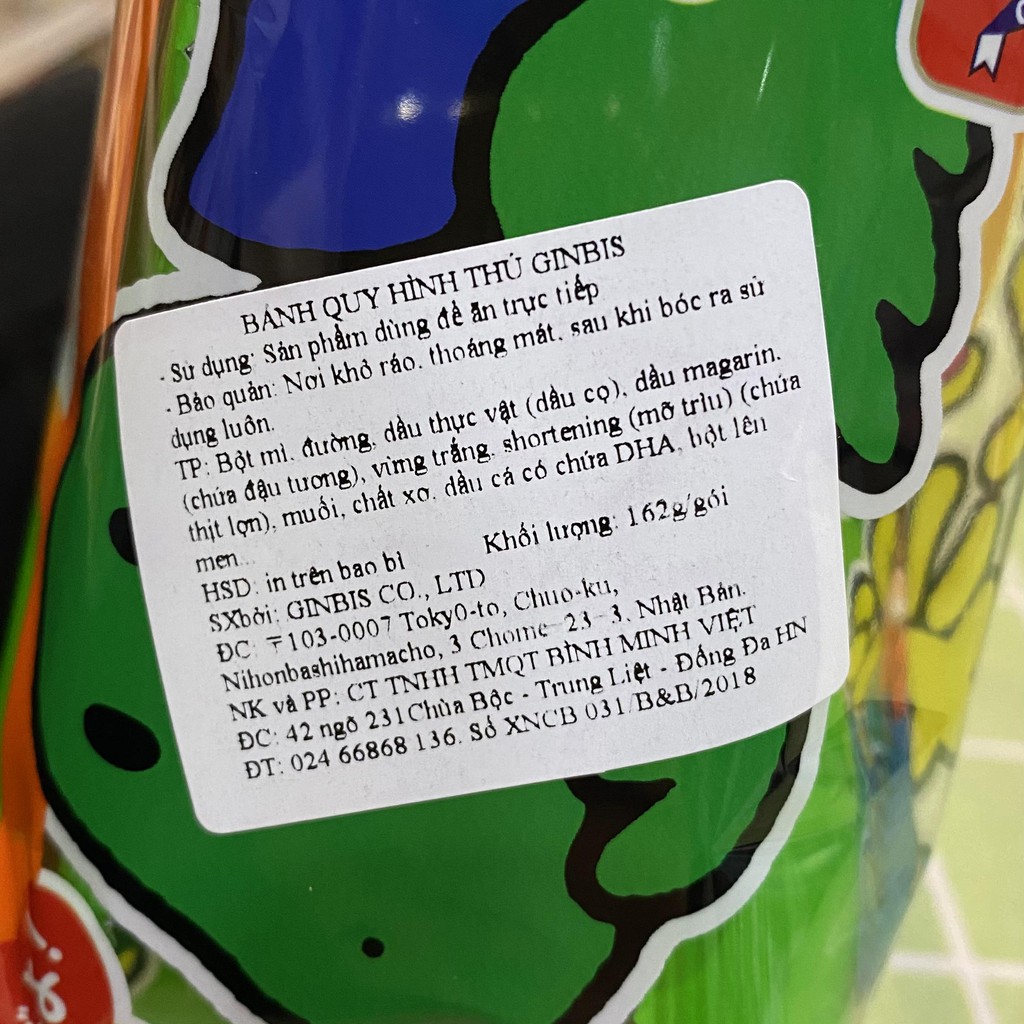 BÁNH QUY HÌNH THÚ GINBIS
- Sử dụng: Sản phẩm dùng để ăn trực tiếp
- Bảo quản: Nơi khô ráo, thoáng mát, sau khi bóc ra sử
dụng luôn.
TP: Bột mì, đường, dầu thực vật (dầu cọ), dầu magarin.
(chứa đậu tương), vừng trắng, shortening (mỡ trừu) (chứa
thịt lợn), muối, chất xơ, dầu cá có chứa DHA, bột lên
men...
HSD: in trên bao bì Khối lượng: 162g/gói
SXbởi: GINBIS CO., LTD
ĐC: 〒103-0007 Tokyo-to, Chuo-ku,
Nihonbashihamacho, 3 Chome-23-3, Nhật Bản.
NK và PP: CT TNHH TMQT BÌNH MINH VIỆT
ĐC: 42 ngõ 231Chùa Bộc - Trung Liệt - Đống Đa HN
ĐT: 024 66868 136. Số XNCB 031/B&B/2018